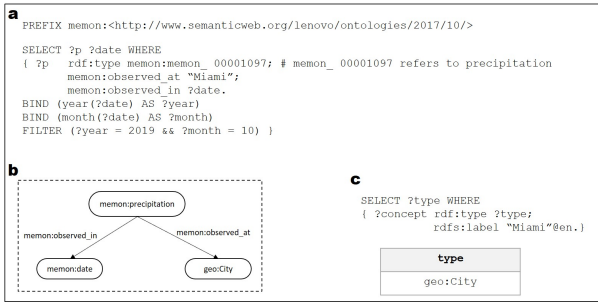 a
PREFIX memon:<http://www.semanticweb.org/lenovo/ontologies/2017/10/>
SELECT ?p ?date WHERE
{ ?p rdf:type memon:memon_ 00001097; # memon_ 00001097 refers to precipitation
memon:observed_at “Miami”;
memon:observed_in ?date.
BIND (year(?date) AS ?year)
BIND (month(?date) AS ?month)
FILTER (?year = 2019 && ?month = 10) }
b
memon:precipitation
memon:observed_in
memon:observed_at
memon:date
geo:City
c
SELECT ?type WHERE
{ ?concept rdf:type ?type;
rdfs:label “Miami”@en.}
type
geo:City